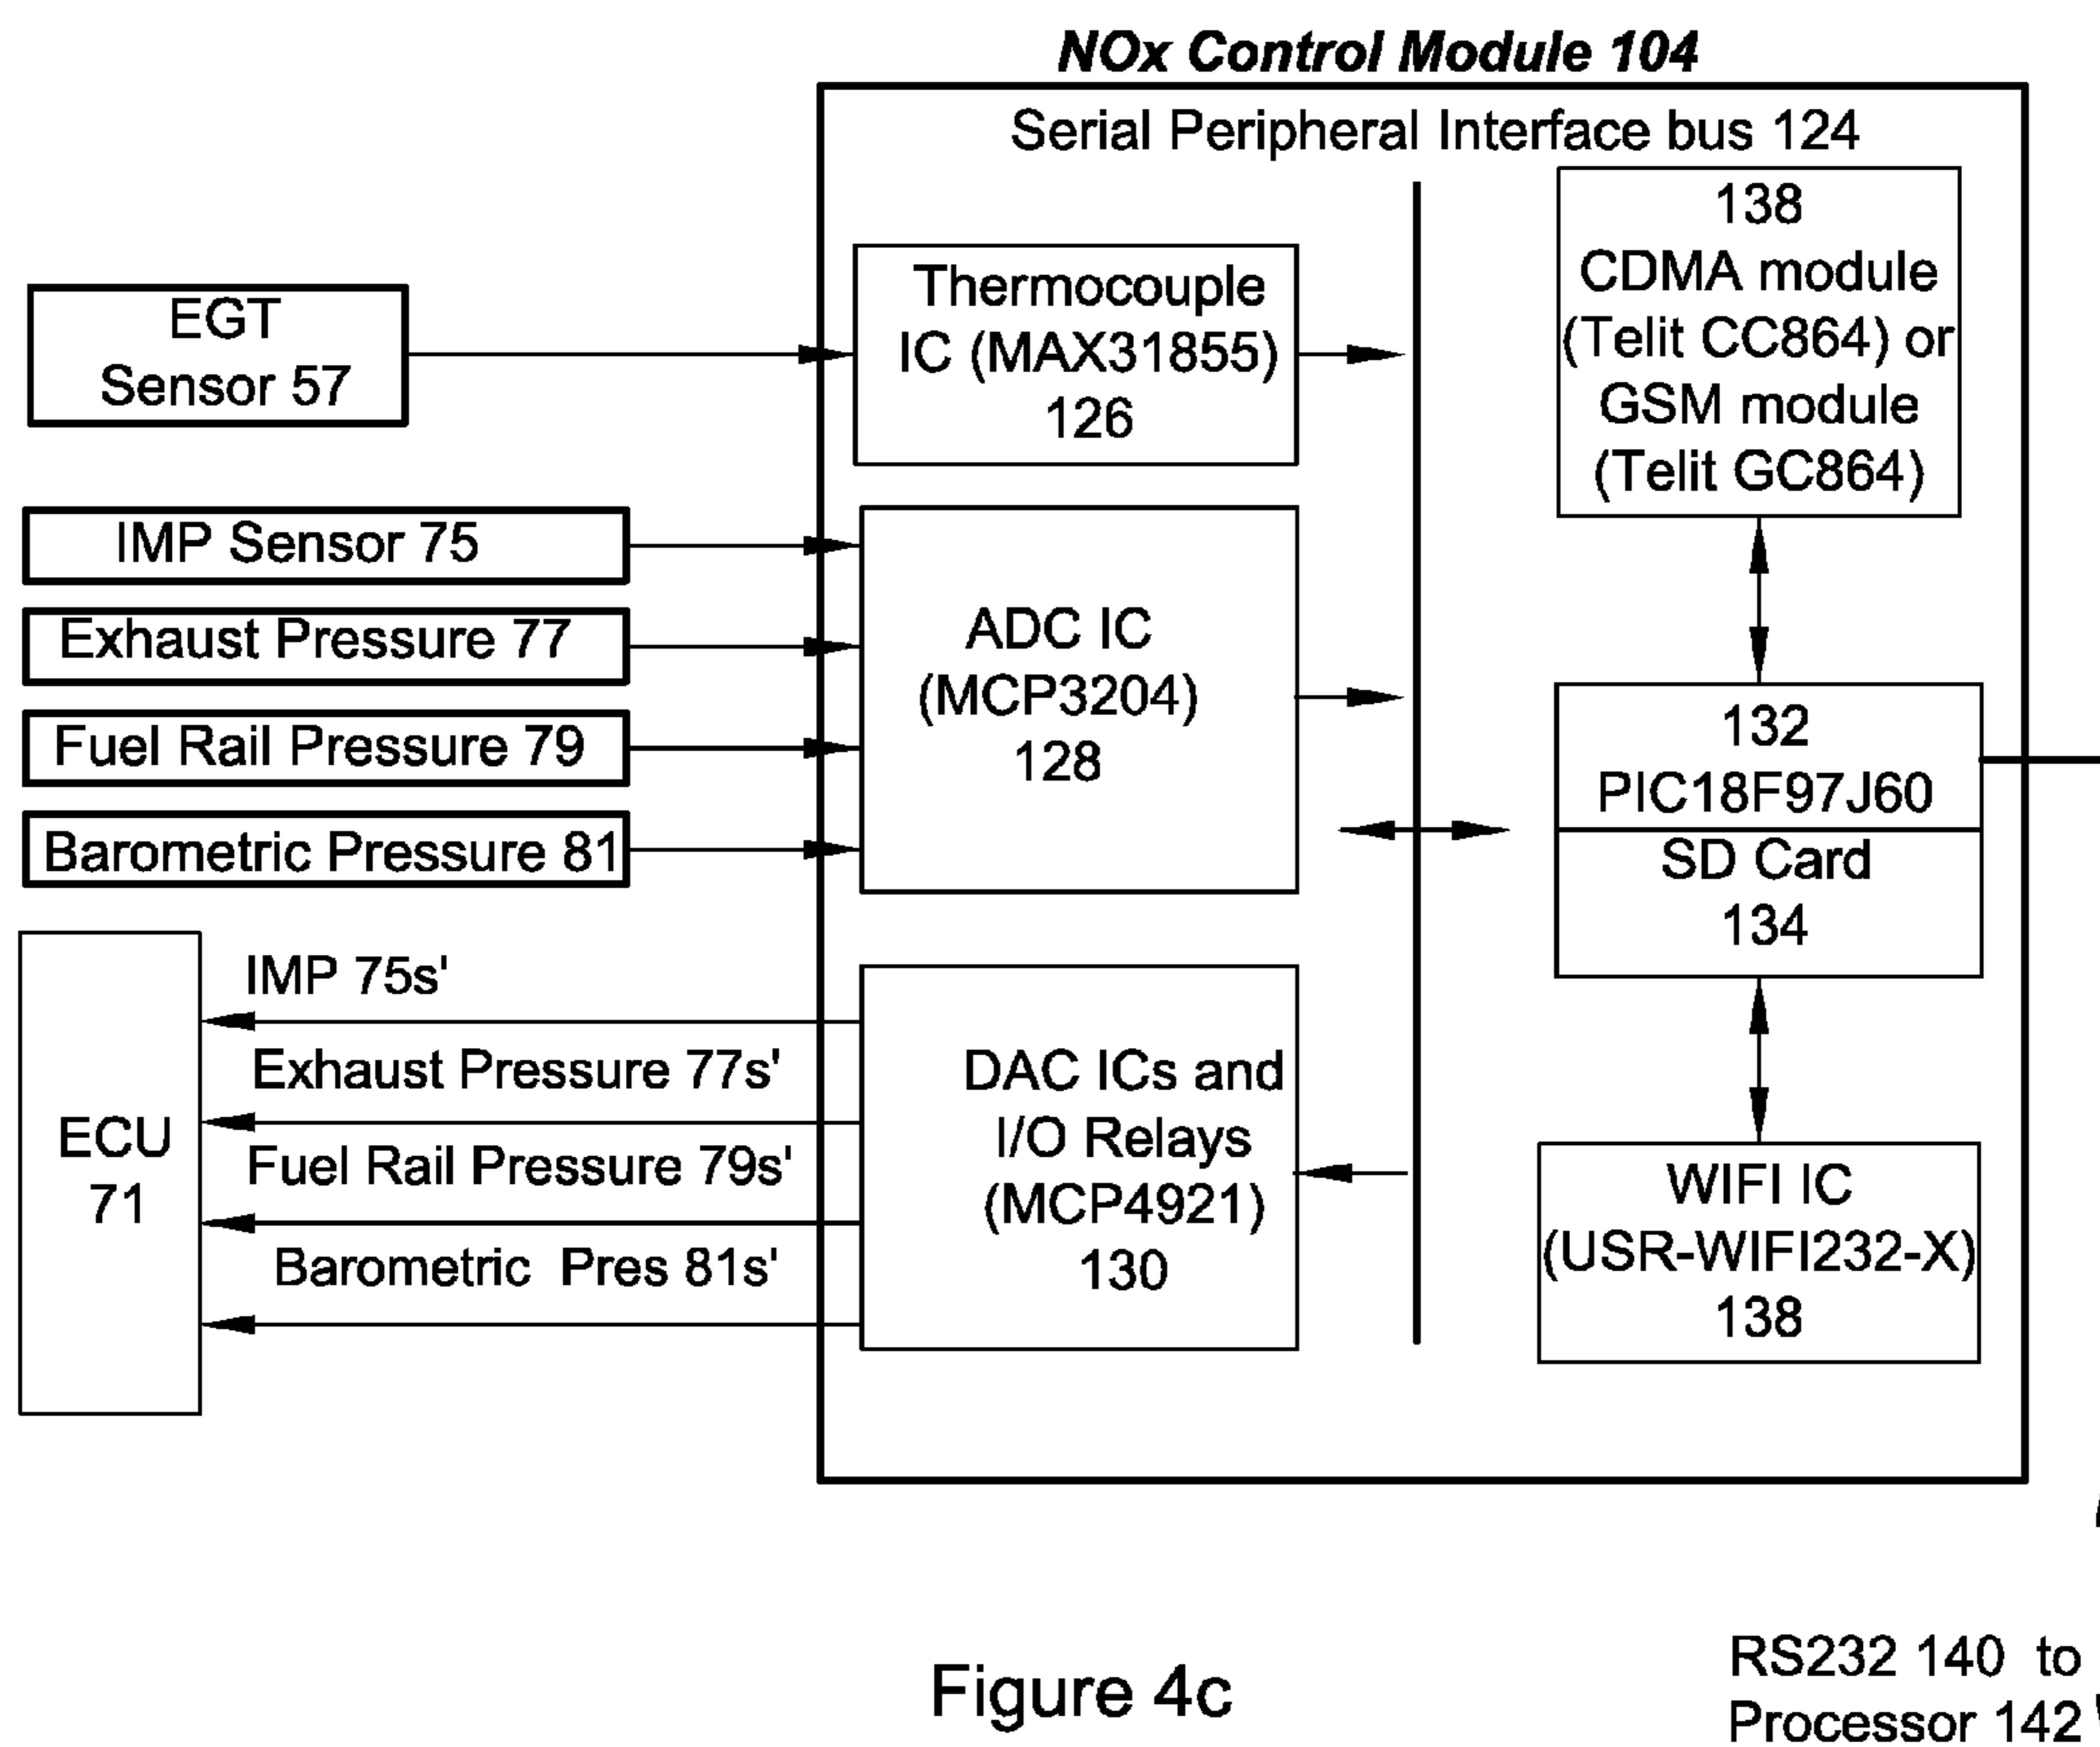 NOx Control Module 104
Serial Peripheral Interface bus 124
EGT
Sensor 57
IMP Sensor 75
Exhaust Pressure 77
Fuel Rail Pressure 79
Barometric Pressure 81
ECU
71
IMP 75s'
Exhaust Pressure 77s'
Fuel Rail Pressure 79s'
Barometric Pres 81s'
Thermocouple
IC (MAX31855)
126
ADC IC
(MCP3204)
128
DAC ICs and
I/O Relays
(MCP4921)
130
138
CDMA module
(Telit CC864) or
GSM module
(Telit GC864)
132
PIC18F97J60
SD Card
134
WIFI IC
(USR-WIFI232-X)
138
Figure 4c
RS232 140 to
Processor 142